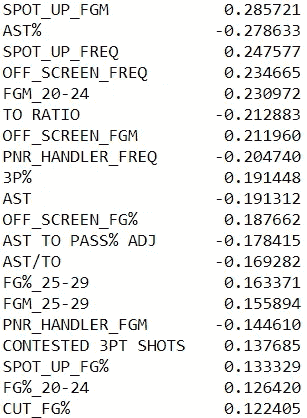 SPOT_UP_FGM 0.285721
AST% -0.278633
SPOT_UP_FREQ 0.247577
OFF_SCREEN_FREQ 0.234665
FGM_20-24 0.230972
TO RATIO -0.212883
OFF_SCREEN_FGM 0.211960
PNR_HANDLER_FREQ -0.204740
3P% 0.191448
AST -0.191312
OFF_SCREEN_FG% 0.187662
AST TO PASS% ADJ -0.178415
AST/TO -0.169282
FG%_25-29 0.163371
FGM_25-29 0.155894
PNR_HANDLER_FGM -0.144610
CONTESTED 3PT SHOTS 0.137685
SPOT_UP_FG% 0.133329
FG%_20-24 0.126420
CUT_FG% 0.122405